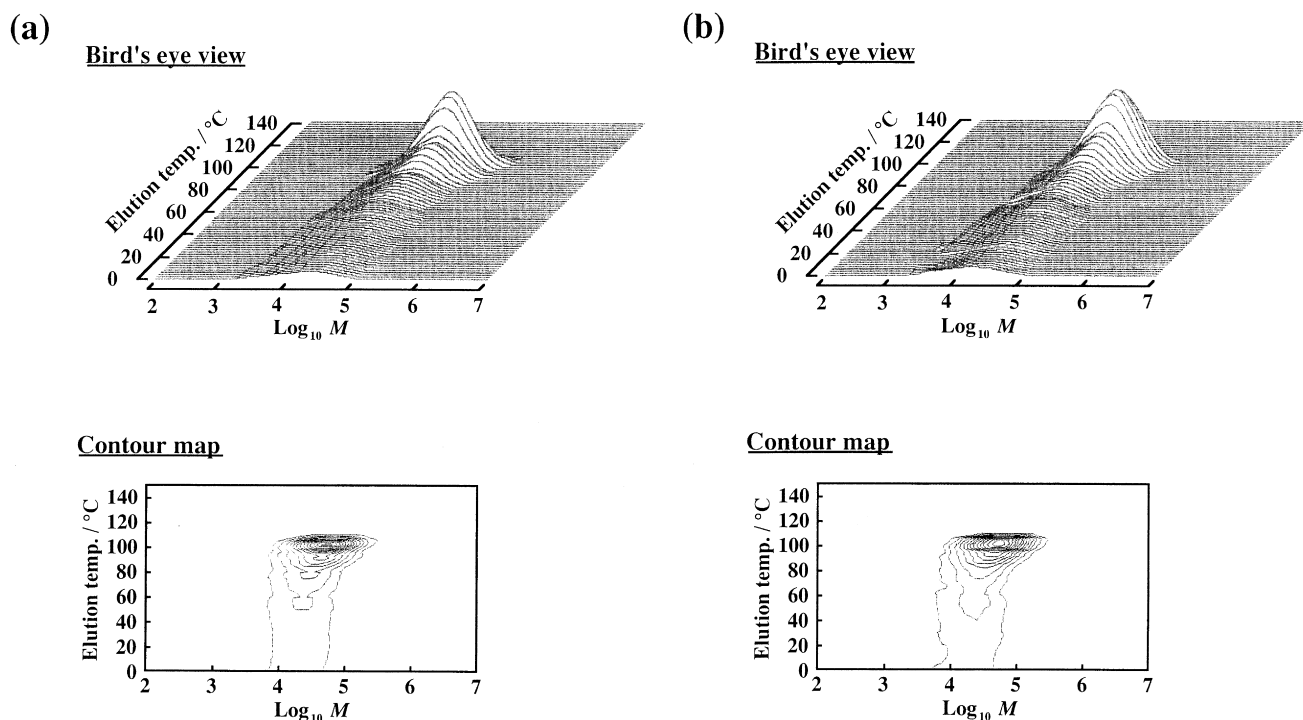 (a)
Bird's eye view
Elution temp. / °C
140
120
100
80
60
40
20
0
2 3 4 5 6 7
Log₁₀ M
Contour map
Elution temp. / °C
140
120
100
80
60
40
20
0
2 3 4 5 6 7
Log₁₀ M
(b)
Bird's eye view
Elution temp. / °C
140
120
100
80
60
40
20
0
2 3 4 5 6 7
Log₁₀ M
Contour map
Elution temp. / °C
140
120
100
80
60
40
20
0
2 3 4 5 6 7
Log₁₀ M